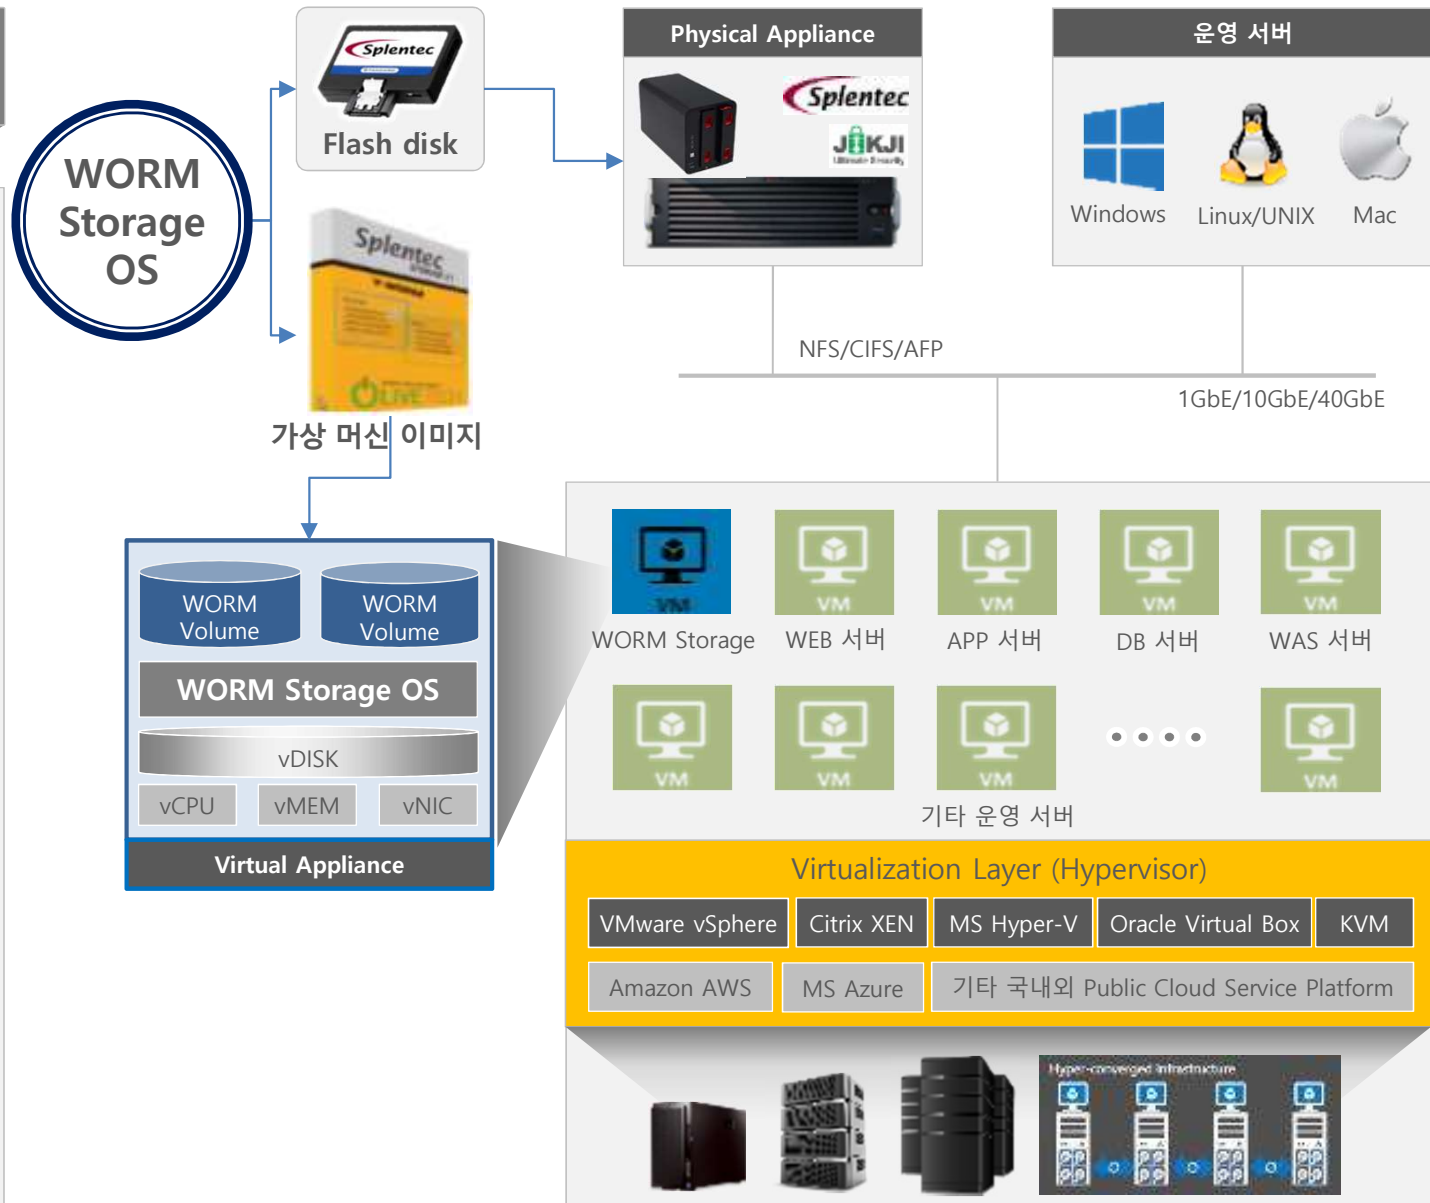 WORM
Storage
OS
Splentec
Flash disk
Splentec
LIVE
가상 머신 이미지
Physical Appliance
Splentec
JIKJI
Ultimate Security
운영 서버
Windows
Linux/UNIX
Mac
NFS/CIFS/AFP
1GbE/10GbE/40GbE
WORM
Volume
WORM
Volume
WORM Storage OS
vDISK
vCPU
vMEM
vNIC
Virtual Appliance
VM
VM
VM
VM
VM
WORM Storage
WEB 서버
APP 서버
DB 서버
WAS 서버
VM
VM
VM
VM
기타 운영 서버
Virtualization Layer (Hypervisor)
VMware vSphere
Citrix XEN
MS Hyper-V
Oracle Virtual Box
KVM
Amazon AWS
MS Azure
기타 국내외 Public Cloud Service Platform
Hyper-converged Infrastructure